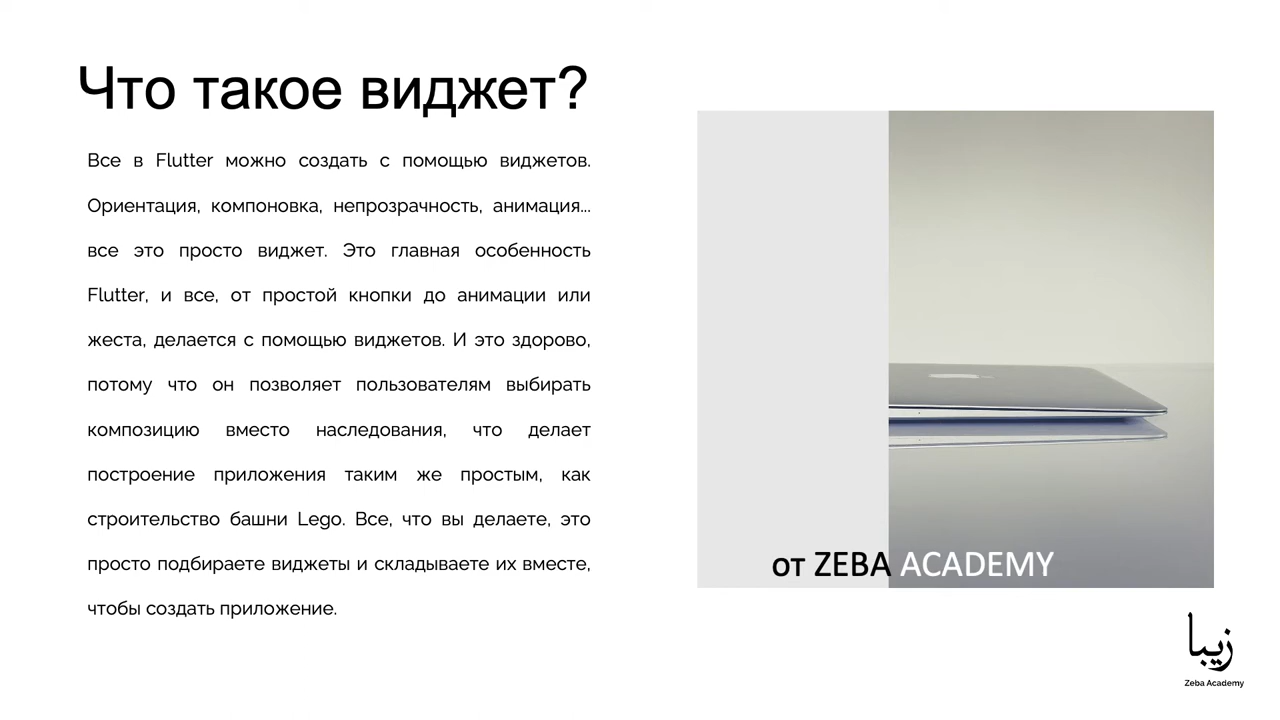 Что такое виджет?
Все в Flutter можно создать с помощью виджетов.
Ориентация, компоновка, непрозрачность, анимация...
все это просто виджет. Это главная особенность
Flutter, и все, от простой кнопки до анимации или
жеста, делается с помощью виджетов. И это здорово,
потому что он позволяет пользователям выбирать
композицию вместо наследования, что делает
построение приложения таким же простым, как
строительство башни Lego. Все, что вы делаете, это
просто подбираете виджеты и складываете их вместе,
чтобы создать приложение.
от ZEBA ACADEMY
زيبا
Zeba Academy